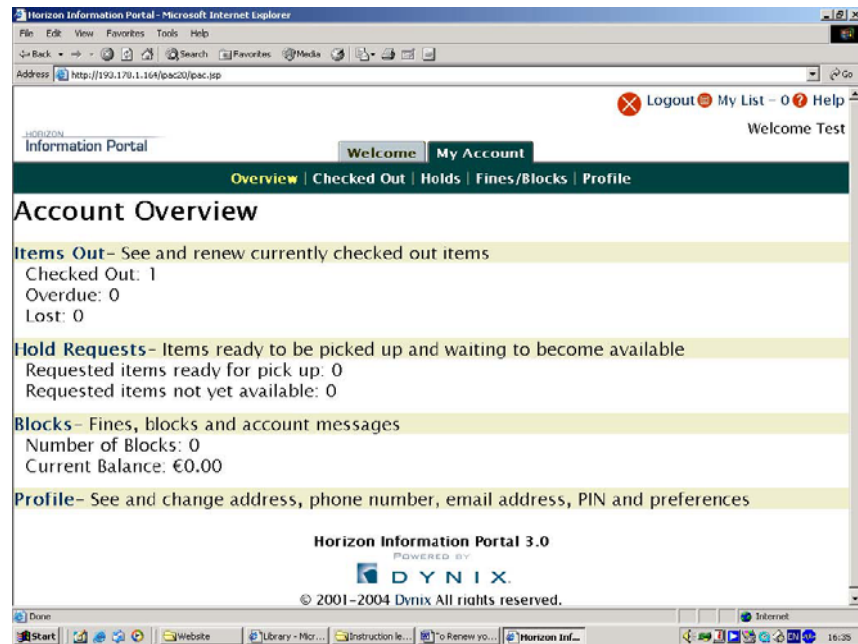 Horizon Information Portal - Microsoft Internet Explorer
File Edit View Favorites Tools Help
Back Search Favorites Media
Address http://193.178.1.164/ipac20/ipac.jsp Go
Logout My List - 0 Help
Welcome Test
HORIZON
Information Portal
Welcome My Account
Overview | Checked Out | Holds | Fines/Blocks | Profile
Account Overview
Items Out- See and renew currently checked out items
Checked Out: 1
Overdue: 0
Lost: 0
Hold Requests- Items ready to be picked up and waiting to become available
Requested items ready for pick up: 0
Requested items not yet available: 0
Blocks- Fines, blocks and account messages
Number of Blocks: 0
Current Balance: €0.00
Profile- See and change address, phone number, email address, PIN and preferences
Horizon Information Portal 3.0
POWERED BY
DYNIX
© 2001-2004 Dynix All rights reserved.
Done Internet
Start Website Library - Micr... Instruction le... "o Renew yo... Horizon Inf... EN 16:35